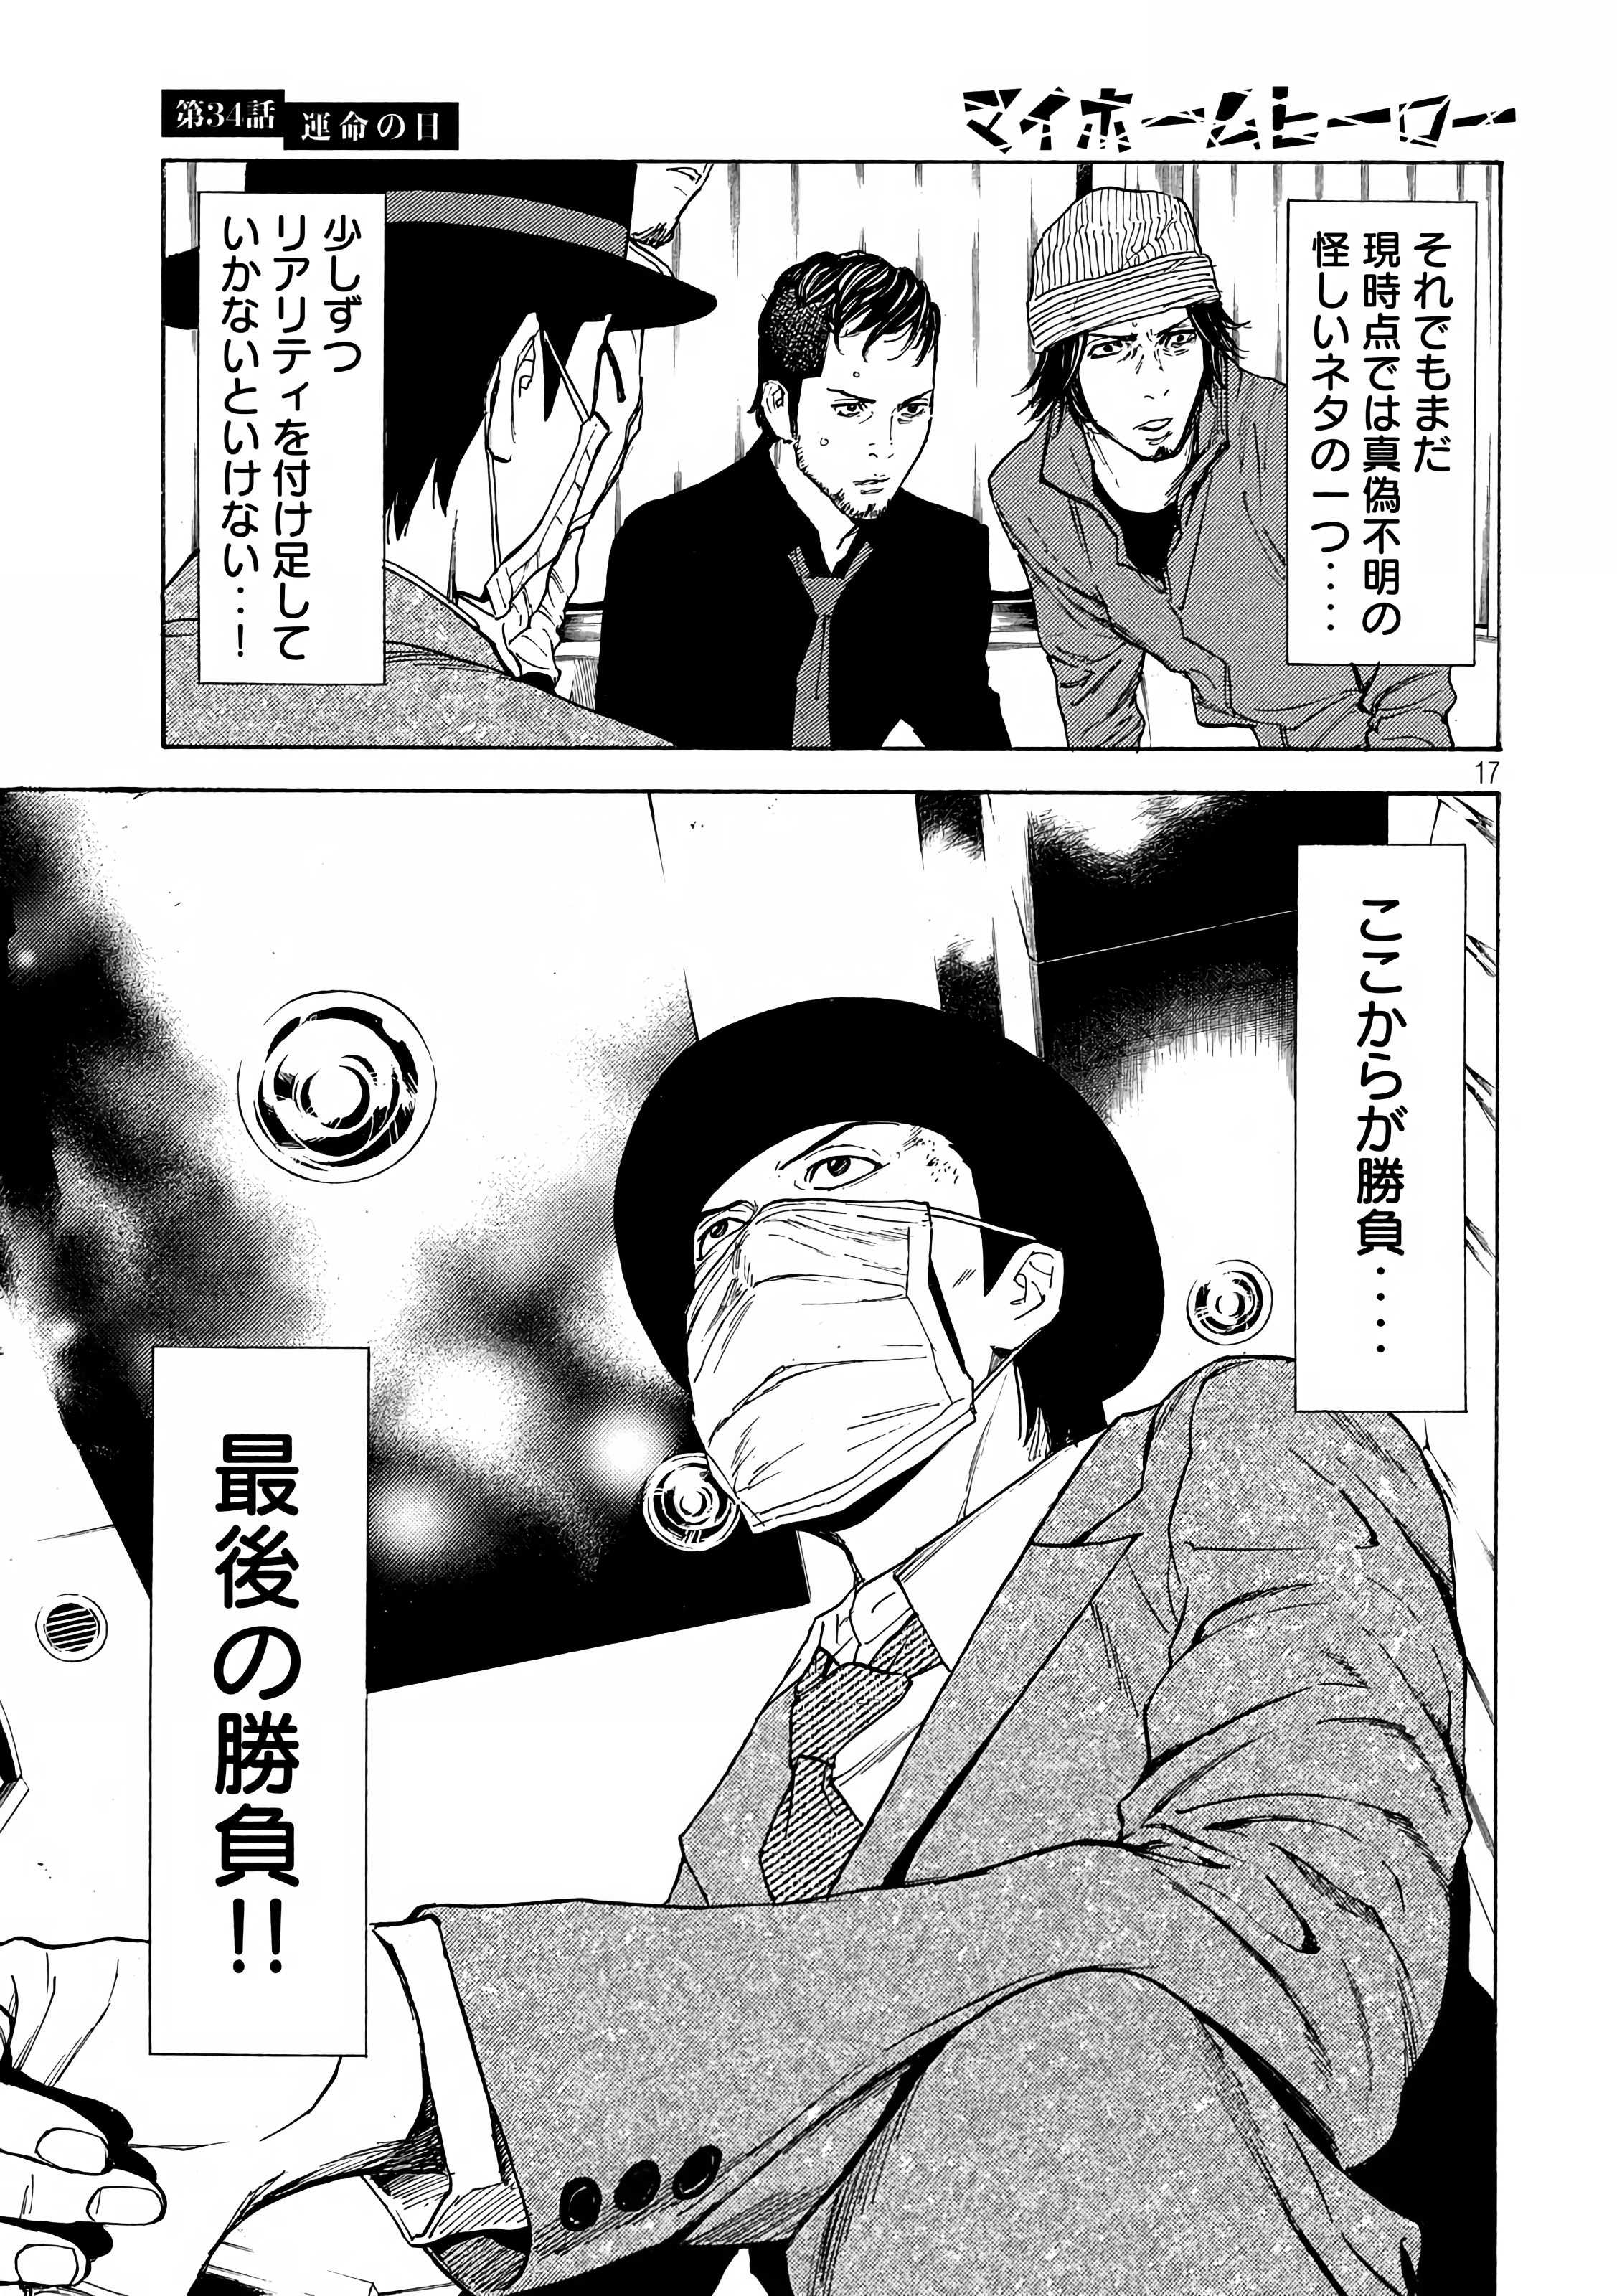 第34話
運命の日
マイホームヒーロー
それでもまだ
現時点では真偽不明の
怪しいネタの一つ‥‥
少しずつ
リアリティを付け足して
いかないといけない‥・!
17
ここからが勝負‥‥
最後の勝負!!